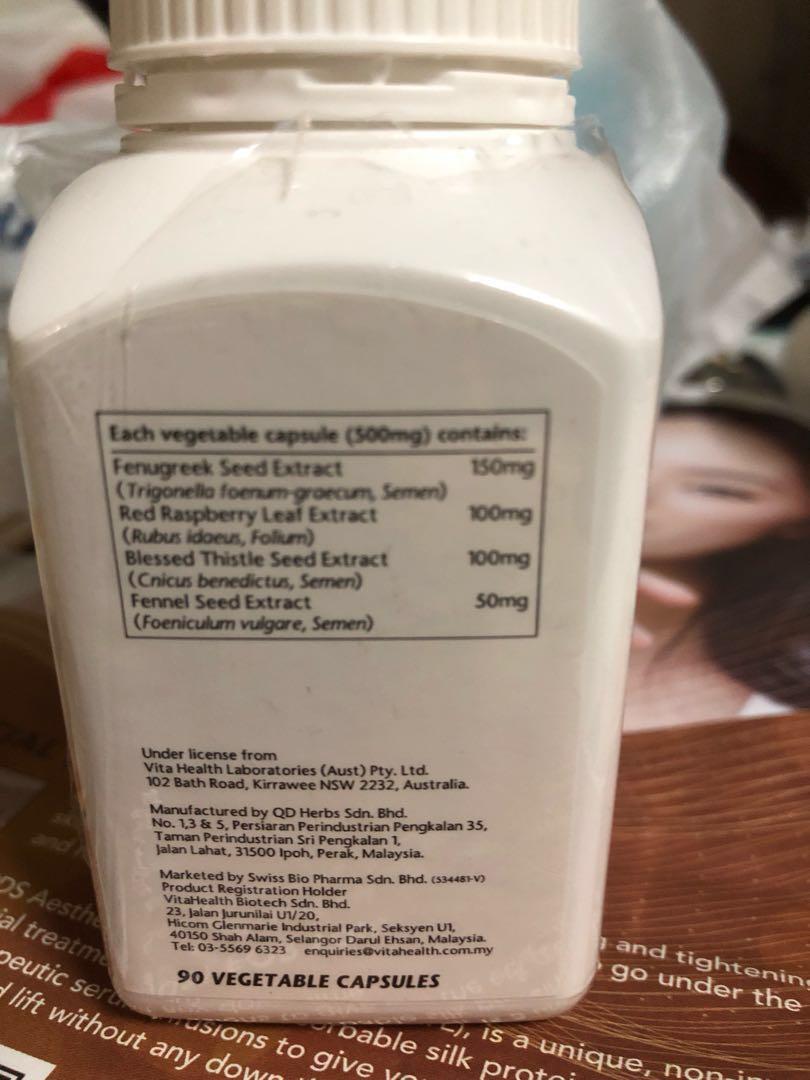 Each vegetable capsule (500mg) contains:
Fenugreek Seed Extract 150mg
(Trigonella foenum-graecum, Semen)
Red Raspberry Leaf Extract 100mg
(Rubus idaeus, Folium)
Blessed Thistle Seed Extract 100mg
(Cnicus benedictus, Semen)
Fennel Seed Extract 50mg
(Foeniculum vulgare, Semen)
Under license from
Vita Health Laboratories (Aust) Pty. Ltd.
102 Bath Road, Kirrawee NSW 2232, Australia.
Manufactured by QD Herbs Sdn. Bhd.
No. 1,3 & 5, Persiaran Perindustrian Pengkalan 35,
Taman Perindustrian Sri Pengkalan 1,
Jalan Lahat, 31500 Ipoh, Perak, Malaysia.
Marketed by Swiss Bio Pharma Sdn. Bhd. (534481-V)
Product Registration Holder
VitaHealth Biotech Sdn. Bhd.
23, Jalan Jurunilai U1/20,
Hicom Glenmarie Industrial Park, Seksyen U1,
40150 Shah Alam, Selangor Darul Ehsan, Malaysia.
Tel: 03-5569 6323 enquiries@vitahealth.com.my
90 VEGETABLE CAPSULES
and tightening
go under the
is a unique,
silk
lift without any down
to give